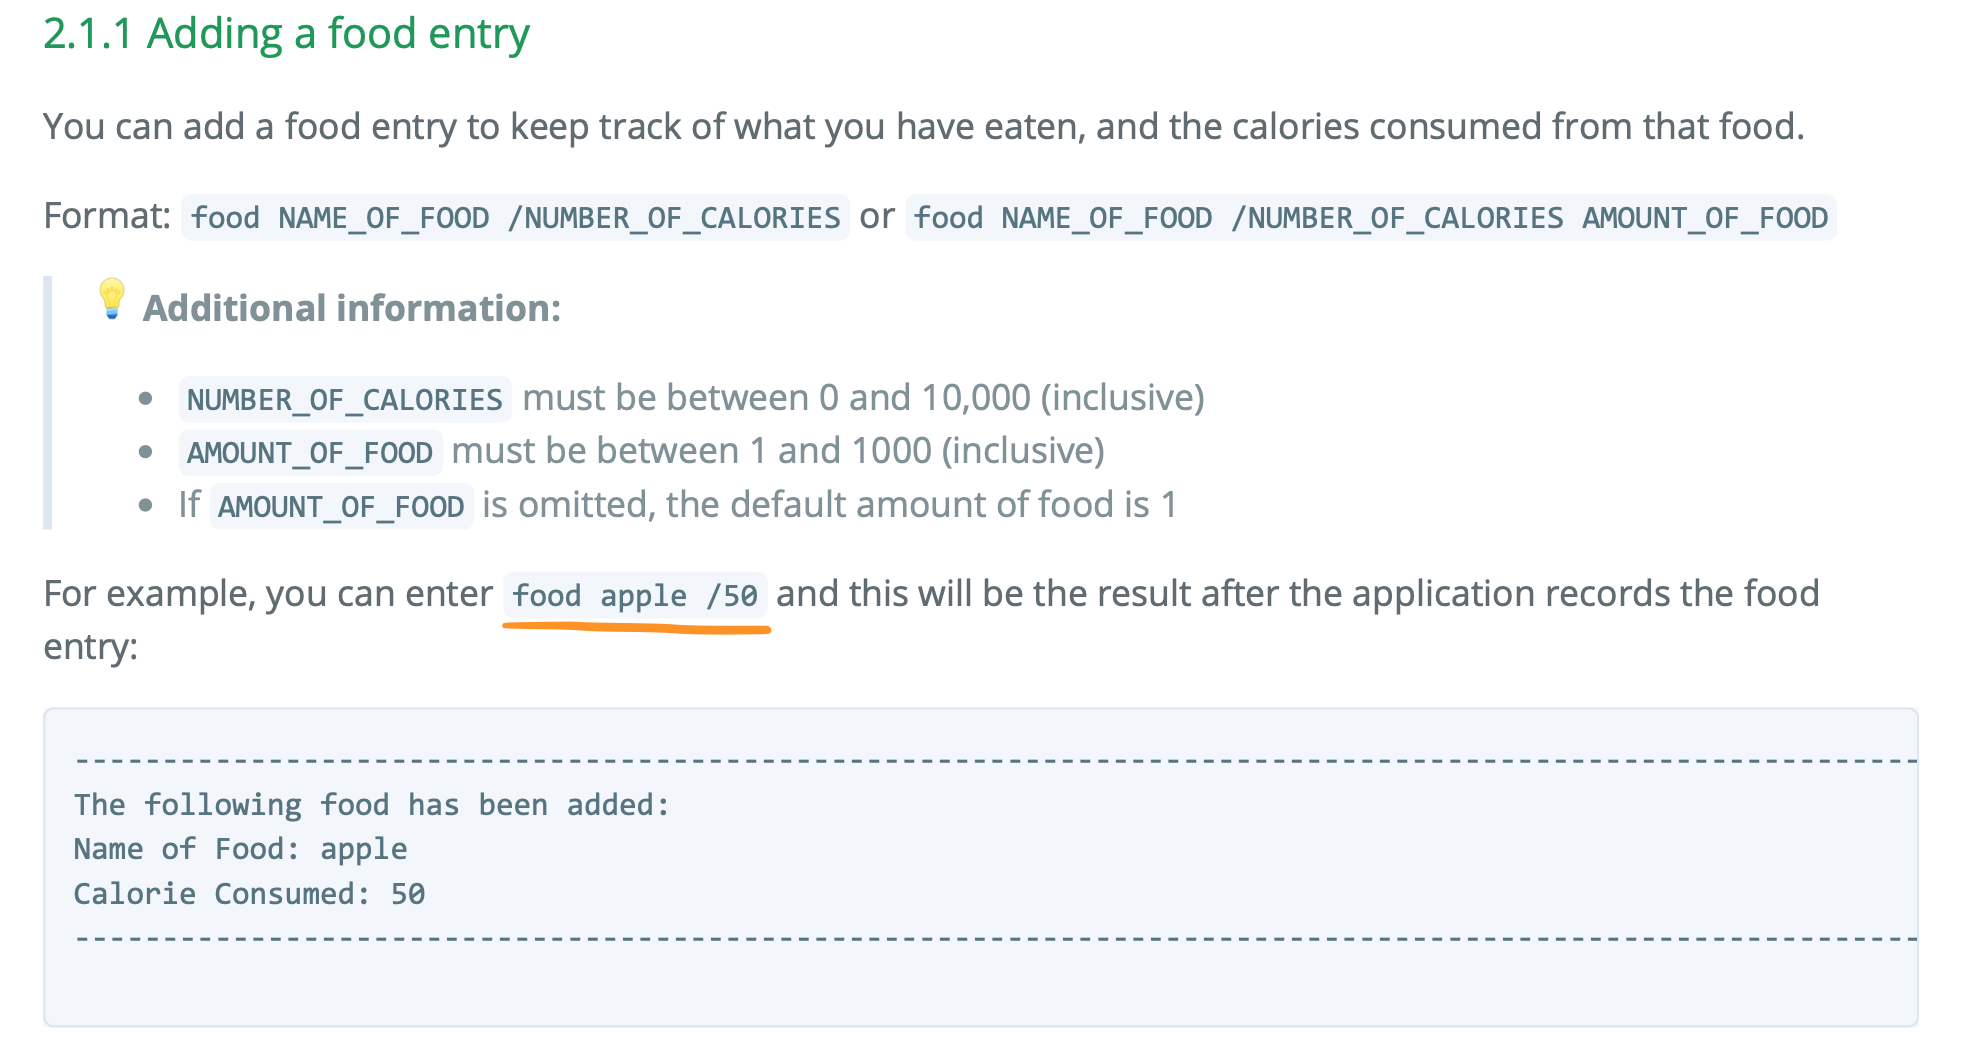 2.1.1 Adding a food entry
You can add a food entry to keep track of what you have eaten, and the calories consumed from that food.
Format: food NAME_OF_FOOD /NUMBER_OF_CALORIES or food NAME_OF_FOOD /NUMBER_OF_CALORIES AMOUNT_OF_FOOD
💡 Additional information:
• NUMBER_OF_CALORIES must be between 0 and 10,000 (inclusive)
• AMOUNT_OF_FOOD must be between 1 and 1000 (inclusive)
• If AMOUNT_OF_FOOD is omitted, the default amount of food is 1
For example, you can enter food apple /50 and this will be the result after the application records the food
entry:
---------------------------------------------------------------------------------------------------------
The following food has been added:
Name of Food: apple
Calorie Consumed: 50
---------------------------------------------------------------------------------------------------------